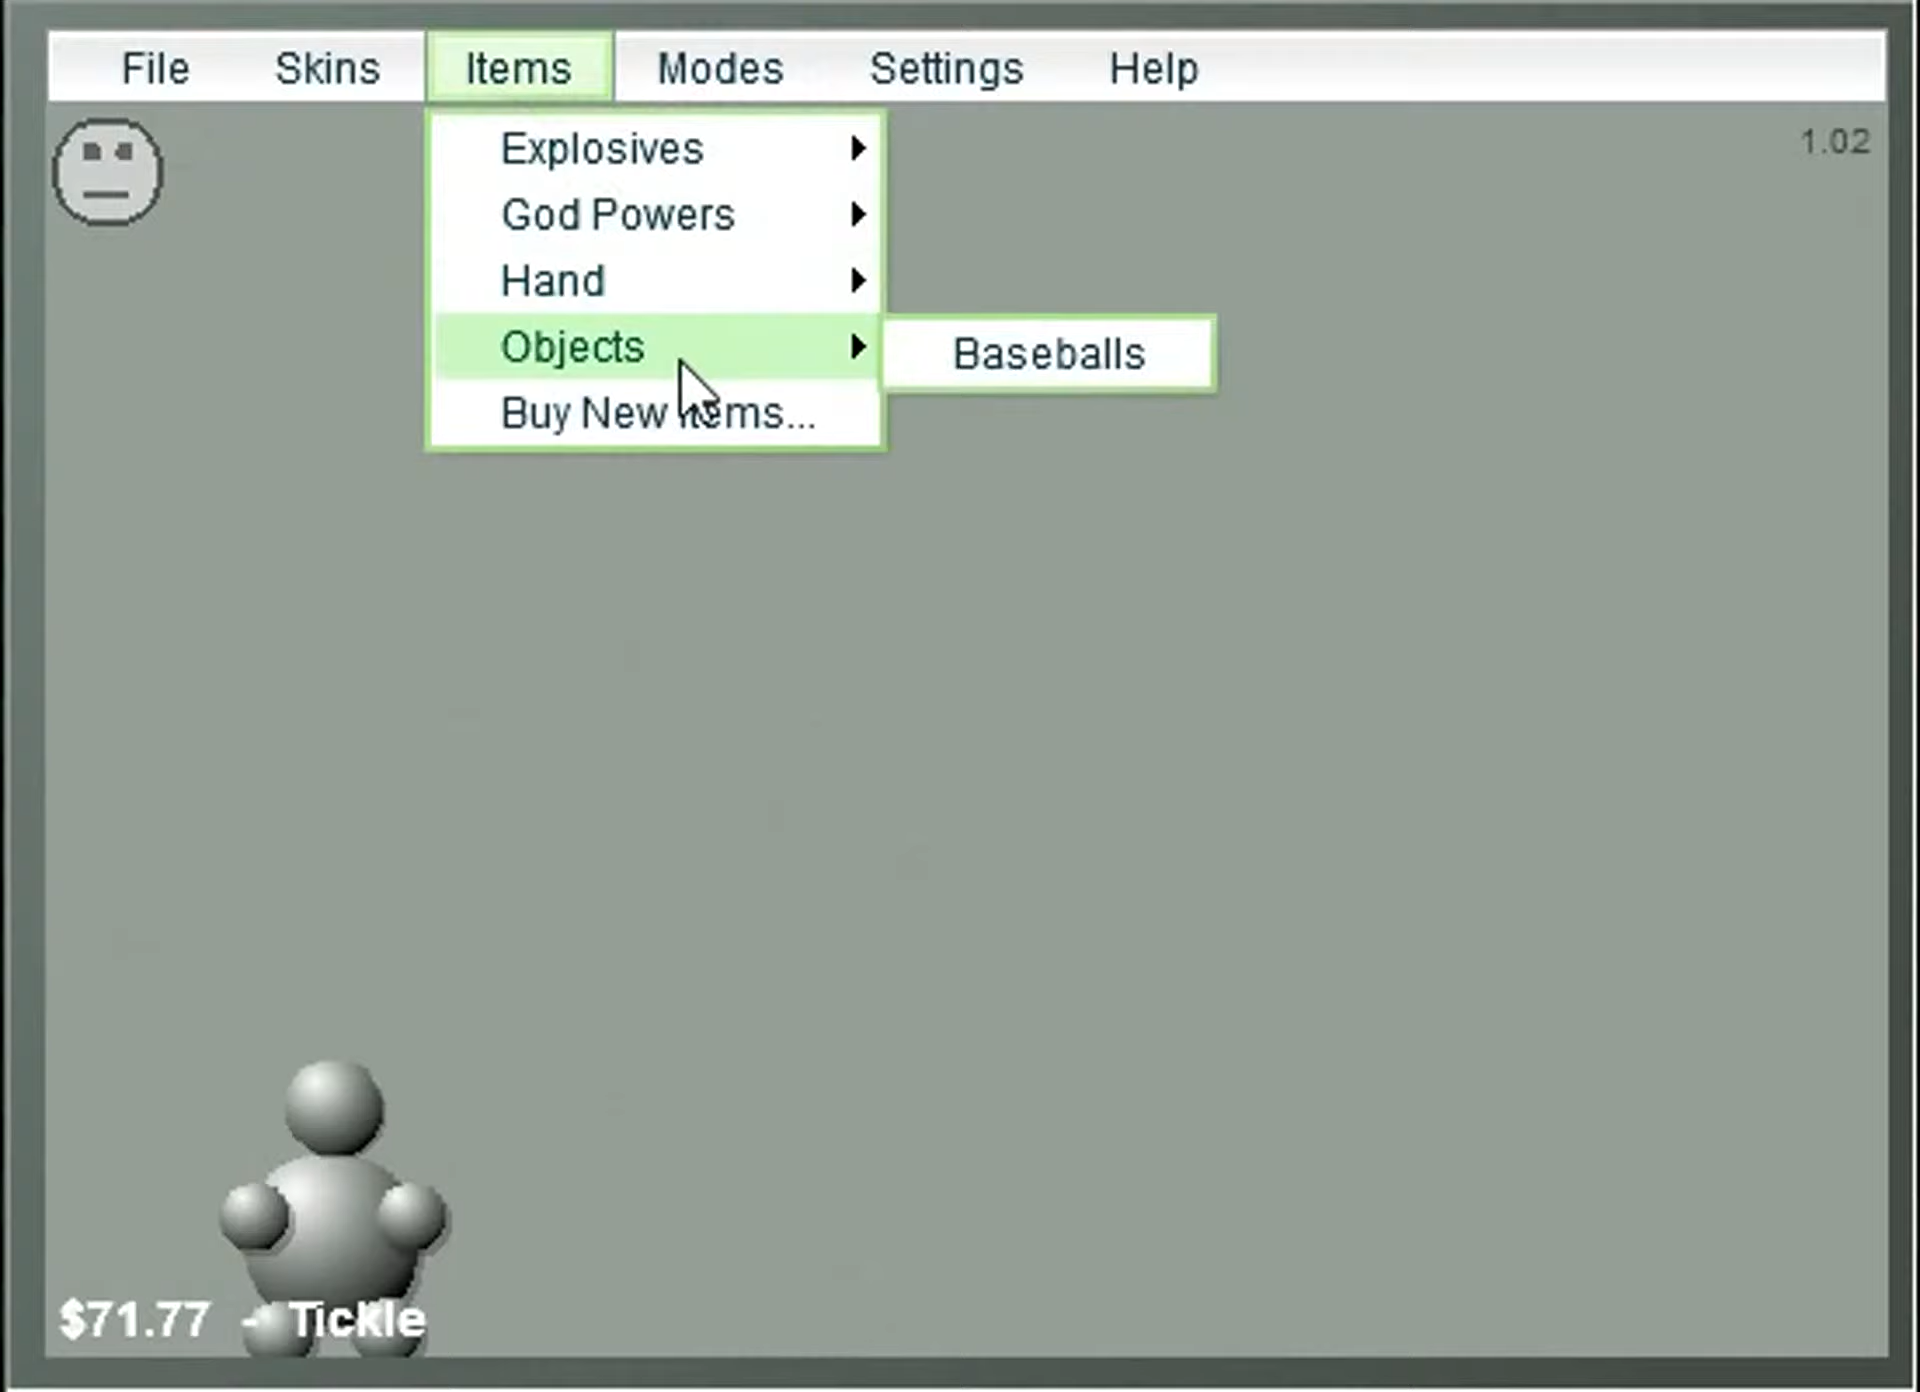 File Skins Items Modes Settings Help
1.02
Explosives
God Powers
Hand
Objects
Baseballs
Buy New Items...
$71.77 - Tickle